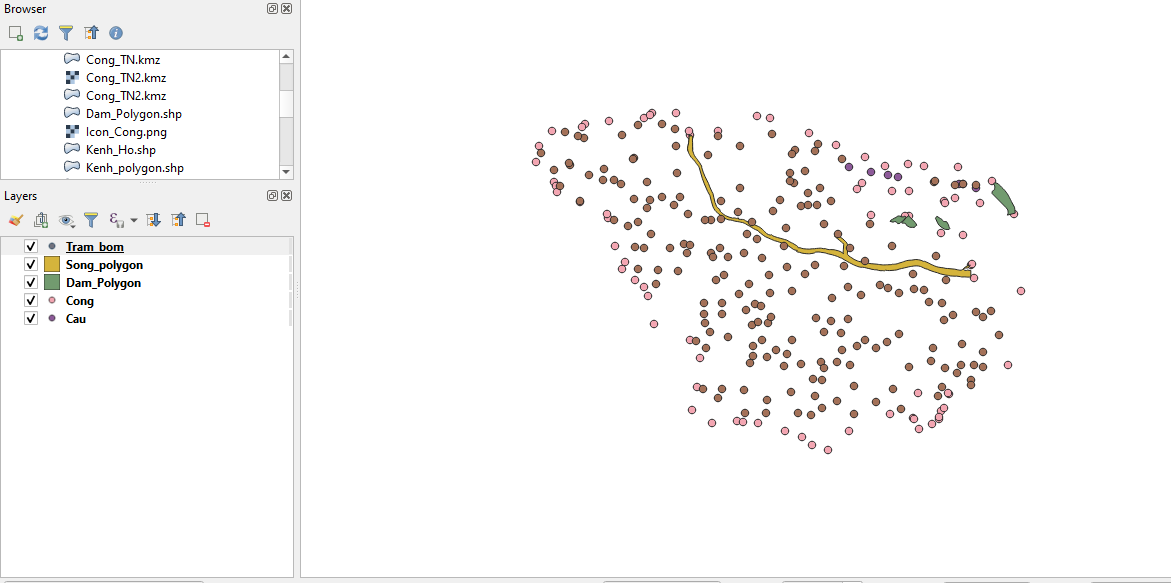 Browser
Cong_TN.kmz
Cong_TN2.kmz
Cong_TN2.kmz
Dam_Polygon.shp
Icon_Cong.png
Kenh_Ho.shp
Kenh_polygon.shp
Layers
Tram_bom
Song_polygon
Dam_Polygon
Cong
Cau